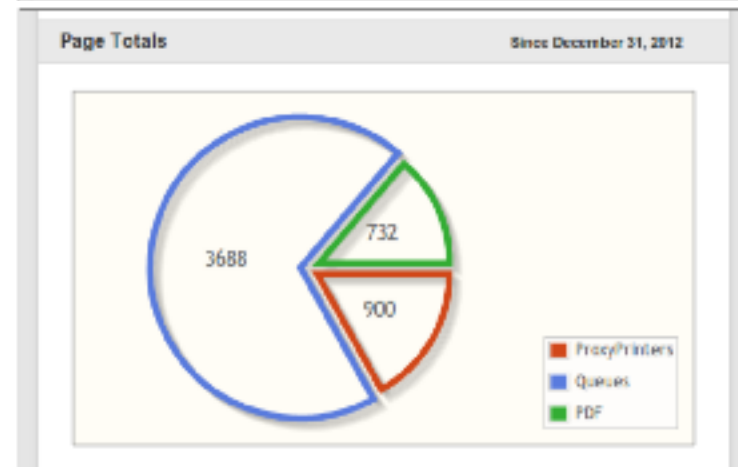 Page Totals
Since December 31, 2012
732
3688
900
ProxyPrinters
Queues
PDF